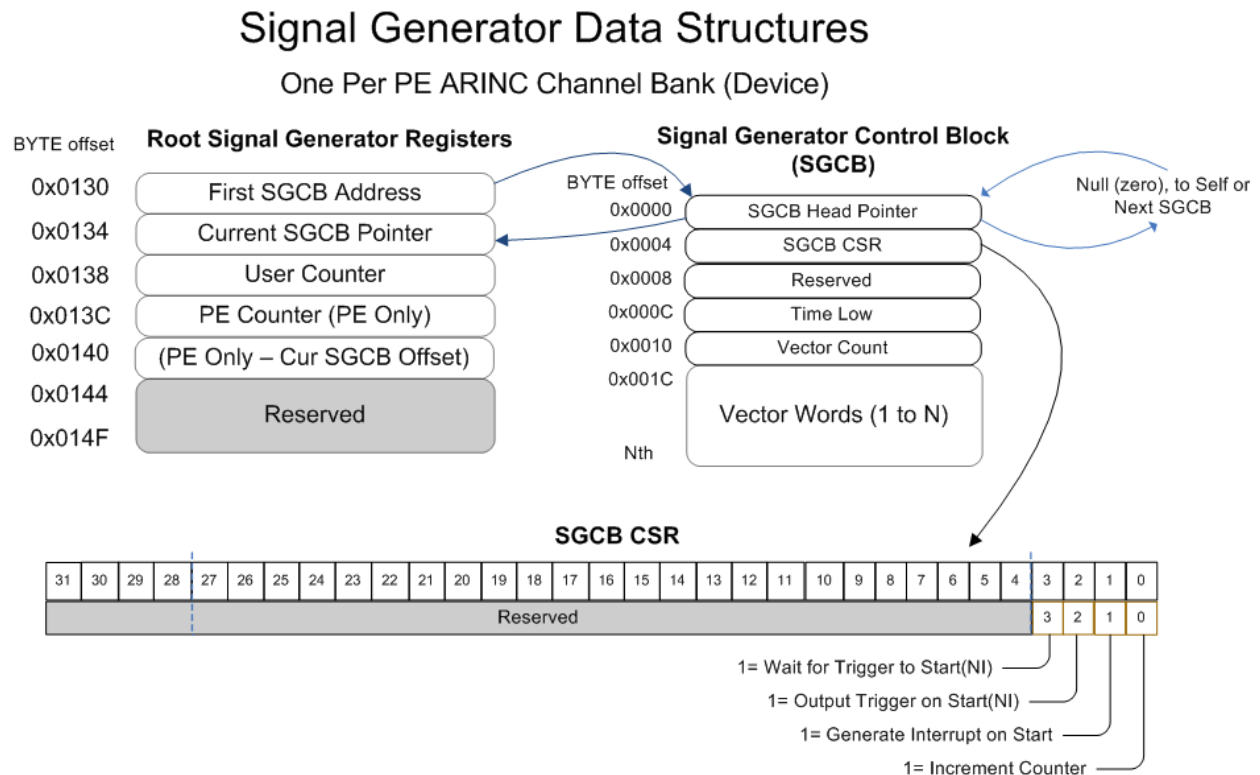 Signal Generator Data Structures
One Per PE ARINC Channel Bank (Device)
BYTE offset
Root Signal Generator Registers
0x0130
First SGCB Address
0x0134
Current SGCB Pointer
0x0138
User Counter
0x013C
PE Counter (PE Only)
0x0140
(PE Only – Cur SGCB Offset)
0x0144
Reserved
0x014F
Signal Generator Control Block
(SGCB)
BYTE offset
0x0000
SGCB Head Pointer
0x0004
SGCB CSR
0x0008
Reserved
0x000C
Time Low
0x0010
Vector Count
0x001C
Vector Words (1 to N)
Nth
Null (zero), to Self or
Next SGCB
SGCB CSR
31 30 29 28 27 26 25 24 23 22 21 20 19 18 17 16 15 14 13 12 11 10 9 8 7 6 5 4 3 2 1 0
Reserved 3 2 1 0
1= Wait for Trigger to Start(NI)
1= Output Trigger on Start(NI)
1= Generate Interrupt on Start
1= Increment Counter